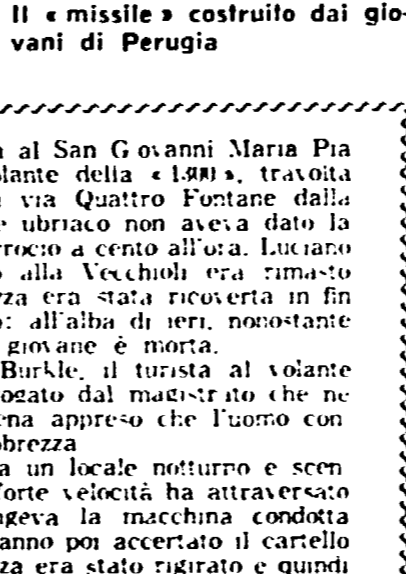 Il « missile » costruito dai gio-
vani di Perugia
al San Giovanni Maria Pia
lante della « 1.900 », travolta
via Quattro Fontane dalla
ubriaco non aveva dato la
rocio a cento all'ora. Luciano
alla Vecchioli era rimasto
zza era stata ricoverta in fin
: all'alba di ieri. nonostante
giovane è morta.
Burkle, il turista al volante
ogato dal magistrato che ne
ena appreso che l'uomo con
obrezza
a un locale notturno e scen
forte velocità ha attraversato
ngeva la macchina condotta
anno poi accertato il cartello
zza era stato rigirato e quindi